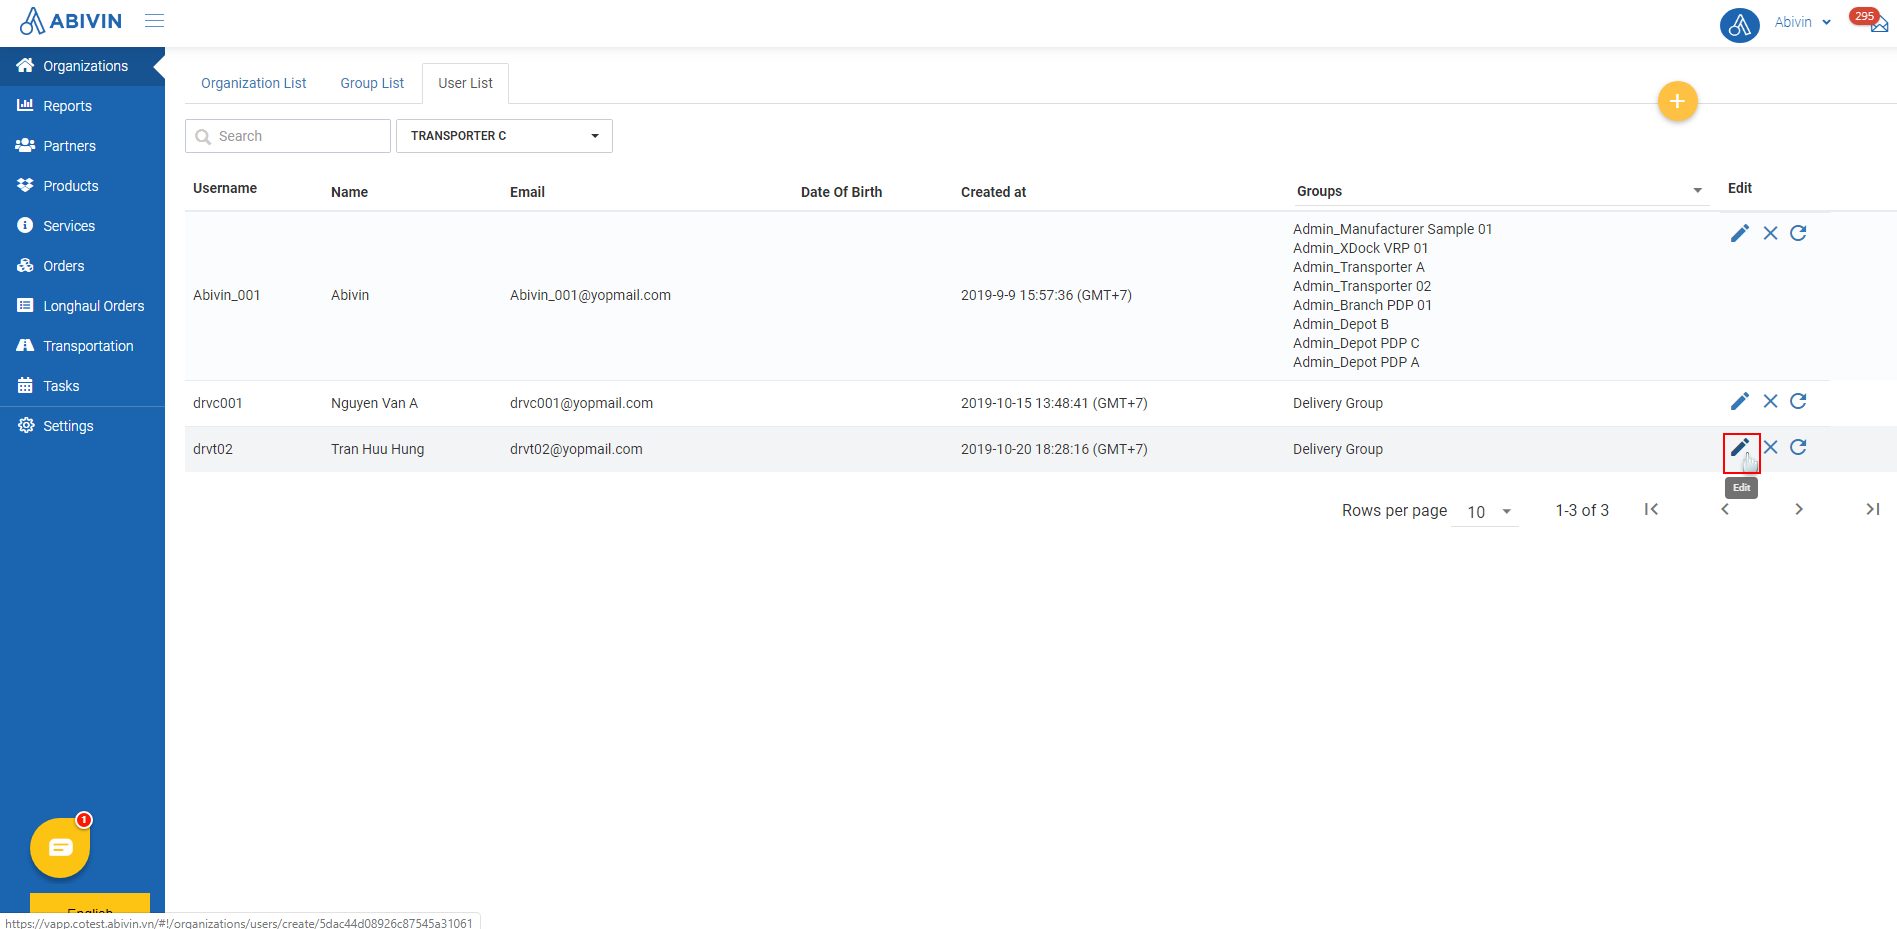 ABIVIN
Abivin
295
Organizations
Reports
Partners
Products
Services
Orders
Longhaul Orders
Transportation
Tasks
Settings
Organization List
Group List
User List
+
Search
TRANSPORTER C
Username Name Email Date Of Birth Created at Groups Edit
Admin_Manufacturer Sample 01
Admin_XDock VRP 01
Admin_Transporter A
Admin_Transporter 02
Abivin_001 Abivin Abivin_001@yopmail.com 2019-9-9 15:57:36 (GMT+7)
Admin_Branch PDP 01
Admin_Depot B
Admin_Depot PDP C
Admin_Depot PDP A
drvc001 Nguyen Van A drvc001@yopmail.com 2019-10-15 13:48:41 (GMT+7) Delivery Group
drvt02 Tran Huu Hung drvt02@yopmail.com 2019-10-20 18:28:16 (GMT+7) Delivery Group
Edit
Rows per page 10 1-3 of 3
1
English
https://vapp.cotest.abivin.vn/#!/organizations/users/create/5dac44d08926c87545a31061